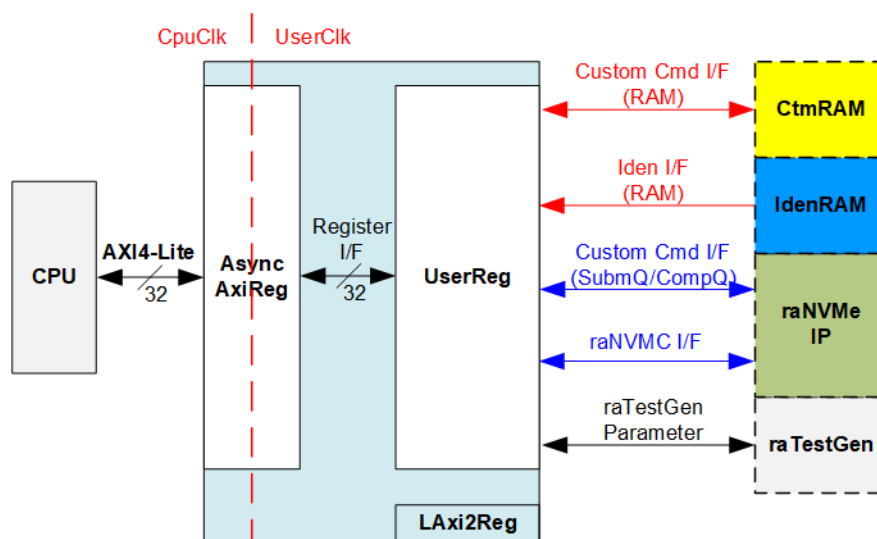 CpuClk
UserClk
CPU
AXI4-Lite
32
Async
AxiReg
Register
I/F
32
UserReg
LAxi2Reg
Custom Cmd I/F
(RAM)
Iden I/F
(RAM)
Custom Cmd I/F
(SubmQ/CompQ)
raNVMC I/F
raTestGen
Parameter
CtmRAM
IdenRAM
raNVMe
IP
raTestGen